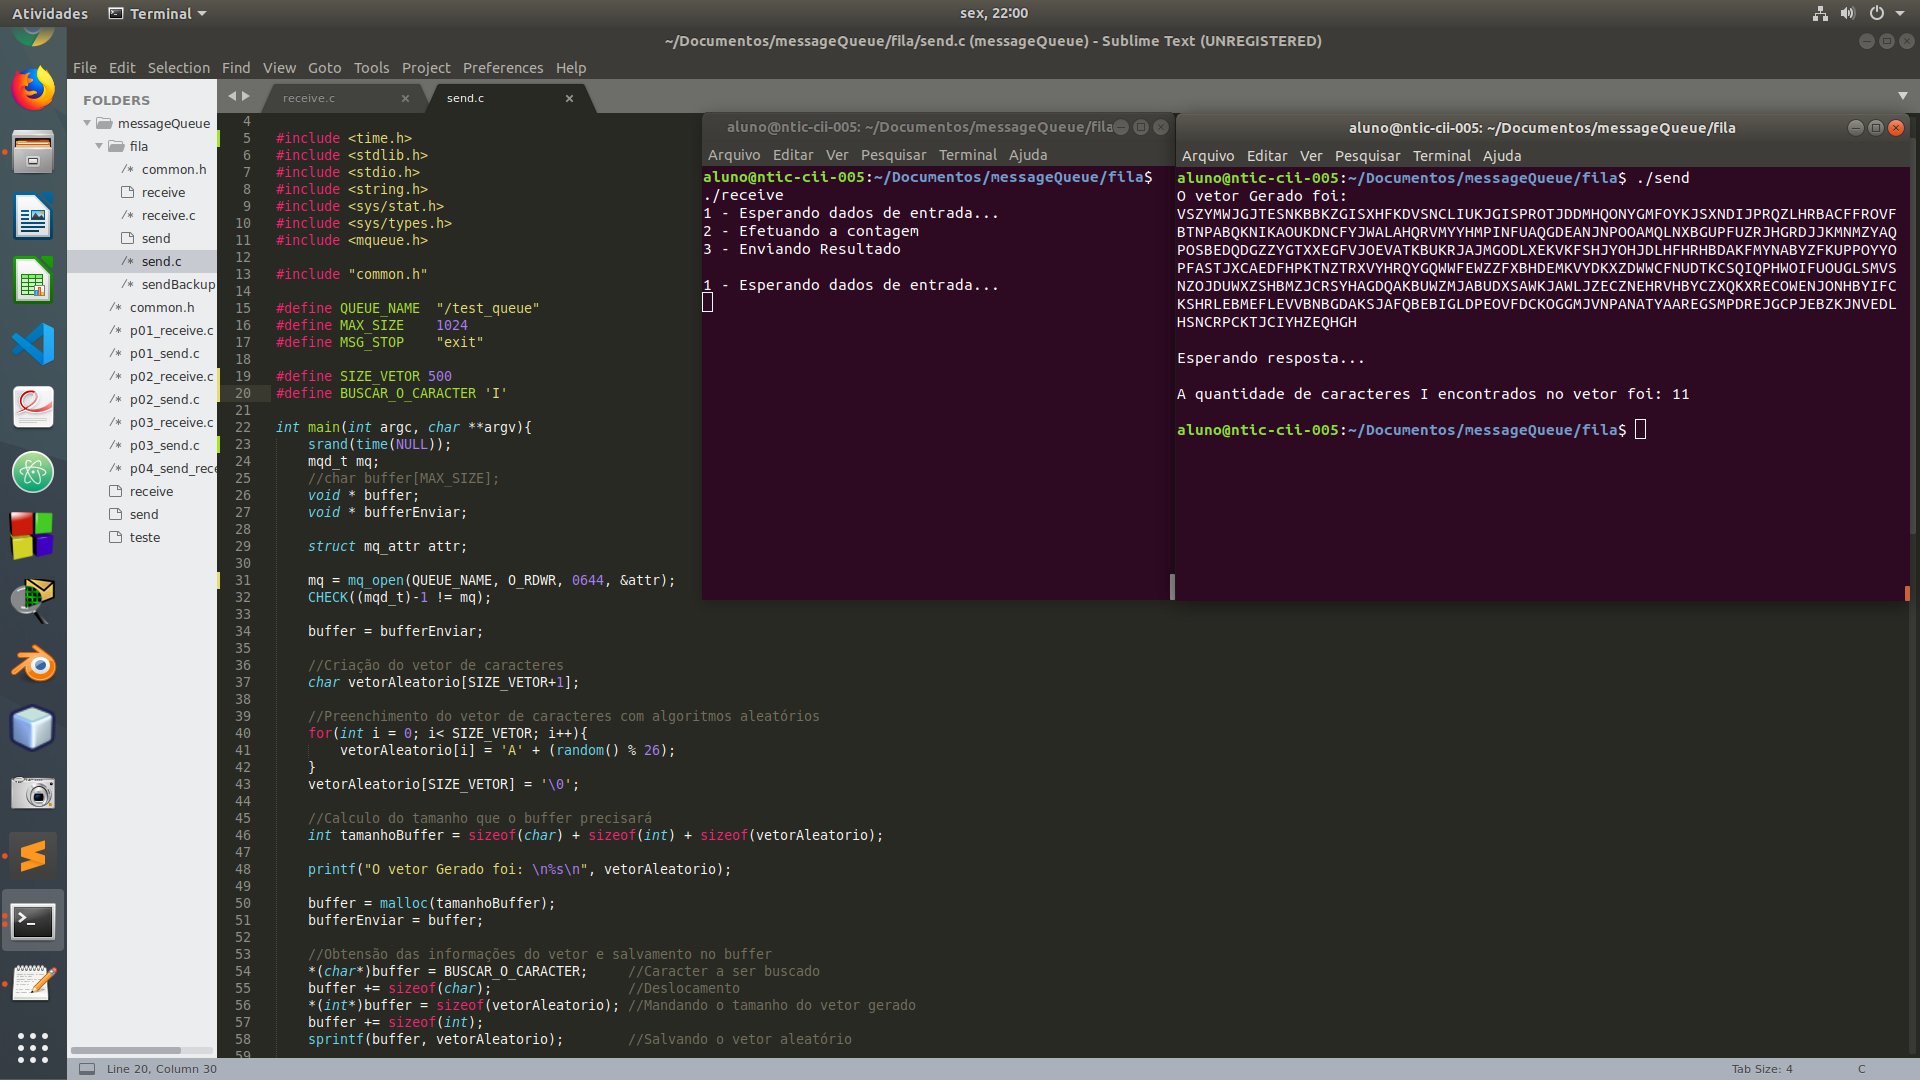 Atividades
Terminal
sex, 22:00
~/Documentos/messageQueue/fila/send.c (messageQueue) - Sublime Text (UNREGISTERED)
File Edit Selection Find View Goto Tools Project Preferences Help
FOLDERS
messageQueue
fila
/* common.h
receive
/* receive.c
send
/* send.c
/* sendBackup
/* common.h
/* p01_receive.c
/* p01_send.c
/* p02_receive.c
/* p02_send.c
/* p03_receive.c
/* p03_send.c
/* p04_send_rece
receive
send
teste
receive.c
send.c
4
5 #include <time.h>
6 #include <stdlib.h>
7 #include <stdio.h>
8 #include <string.h>
9 #include <sys/stat.h>
10 #include <sys/types.h>
11 #include <mqueue.h>
12
13 #include "common.h"
14
15 #define QUEUE_NAME "/test_queue"
16 #define MAX_SIZE 1024
17 #define MSG_STOP "exit"
18
19 #define SIZE_VETOR 500
20 #define BUSCAR_O_CARACTER 'I'
21
22 int main(int argc, char **argv){
23 srand(time(NULL));
24 mqd_t mq;
25 //char buffer[MAX_SIZE];
26 void * buffer;
27 void * bufferEnviar;
28
29 struct mq_attr attr;
30
31 mq = mq_open(QUEUE_NAME, O_RDWR, 0644, &attr);
32 CHECK((mqd_t)-1 != mq);
33
34 buffer = bufferEnviar;
35
36 //Criação do vetor de caracteres
37 char vetorAleatorio[SIZE_VETOR+1];
38
39 //Preenchimento do vetor de caracteres com algoritmos aleatórios
40 for(int i = 0; i< SIZE_VETOR; i++){
41 vetorAleatorio[i] = 'A' + (random() % 26);
42 }
43 vetorAleatorio[SIZE_VETOR] = '\0';
44
45 //Calculo do tamanho que o buffer precisará
46 int tamanhoBuffer = sizeof(char) + sizeof(int) + sizeof(vetorAleatorio);
47
48 printf("O vetor Gerado foi: \n%s\n", vetorAleatorio);
49
50 buffer = malloc(tamanhoBuffer);
51 bufferEnviar = buffer;
52
53 //Obtensão das informações do vetor e salvamento no buffer
54 *(char*)buffer = BUSCAR_O_CARACTER; //Caracter a ser buscado
55 buffer += sizeof(char); //Deslocamento
56 *(int*)buffer = sizeof(vetorAleatorio); //Mandando o tamanho do vetor gerado
57 buffer += sizeof(int);
58 sprintf(buffer, vetorAleatorio); //Salvando o vetor aleatório
59
aluno@ntic-cii-005: ~/Documentos/messageQueue/fila
Arquivo Editar Ver Pesquisar Terminal Ajuda
aluno@ntic-cii-005:~/Documentos/messageQueue/fila$
./receive
1 - Esperando dados de entrada...
2 - Efetuando a contagem
3 - Enviando Resultado
1 - Esperando dados de entrada...
aluno@ntic-cii-005: ~/Documentos/messageQueue/fila
Arquivo Editar Ver Pesquisar Terminal Ajuda
aluno@ntic-cii-005:~/Documentos/messageQueue/fila$ ./send
O vetor Gerado foi:
VSZYMWJGJTESNKBBKZGISXHFKDVSNCLIUKJGISPROTJDDMHQONYGMFOYKJSXNDIJPRQZLHRBACFFROVF
BTNPABQKNIKAOUKDNCFYJWALAHQRVMYYHMPINFUAQGDEANJNPOOAMQLNXBGUPFUZRJHGRDJJKMNMZYAQ
POSBEDQDGZZYGTXXEGFVJOEVATKBUKRJAJMGODLXEKVKFSHJYOHJDLHFHRHBDAKFMYNABYZFKUPPOYYO
PFASTJXCAEDFHPKTNZTRXVYHRQYGQWWFEWZZFXBHDEMKVYDKXZDWWCFNUDTKCSQIQPHWOIFUOUGLSMVS
NZOJDUWXZSHBMZJCRSYHAGDQAKBUWZMJABUDXSAWKJAWLJZECZNEHRVHBYCZXQKXRECOWENJONHBYIFC
KSHRLEBMEFLEVVBNBGDAKSJAFQBEBIGLDPEOVFDCKOGGMJVNPANATYAAREGSMPDREJGCPJEBZKJNVEDL
HSNCRPCKTJCIYHZEQHGH
Esperando resposta...
A quantidade de caracteres I encontrados no vetor foi: 11
aluno@ntic-cii-005:~/Documentos/messageQueue/fila$
Line 20, Column 30
Tab Size: 4
C